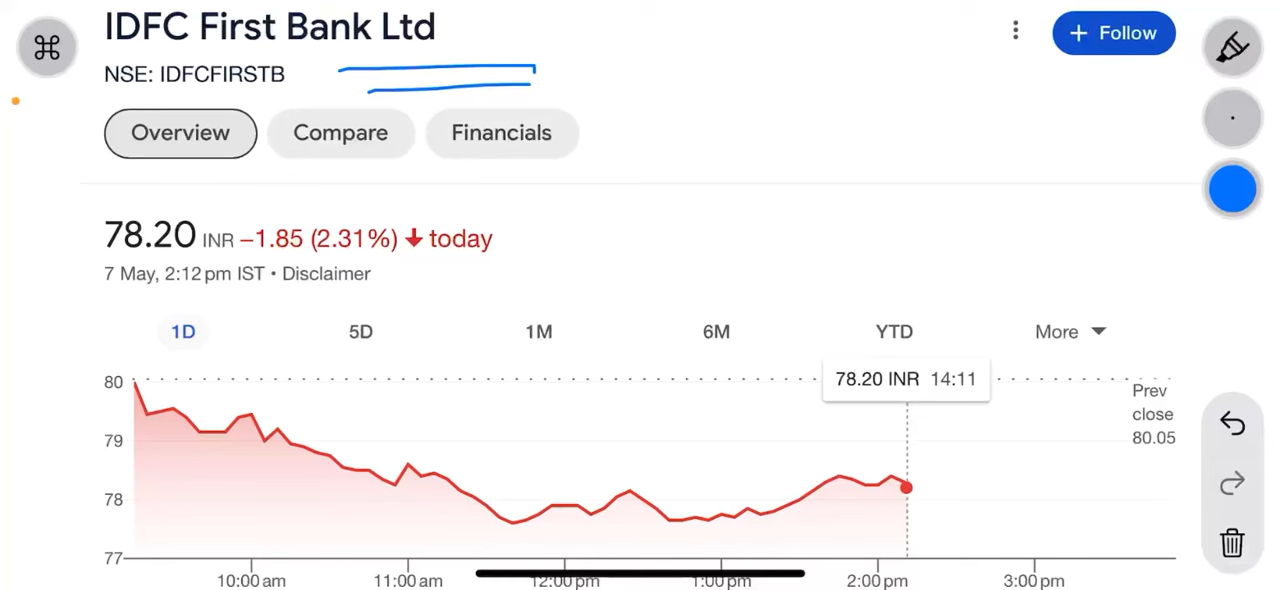 IDFC First Bank Ltd
+ Follow
NSE: IDFCFIRSTB
Overview
Compare
Financials
78.20 INR −1.85 (2.31%) today
7 May, 2:12 pm IST • Disclaimer
1D
5D
1M
6M
YTD
More
78.20 INR 14:11
Prev
close
80.05
80
79
78
77
10:00 am
11:00 am
12:00 pm
1:00 pm
2:00 pm
3:00 pm